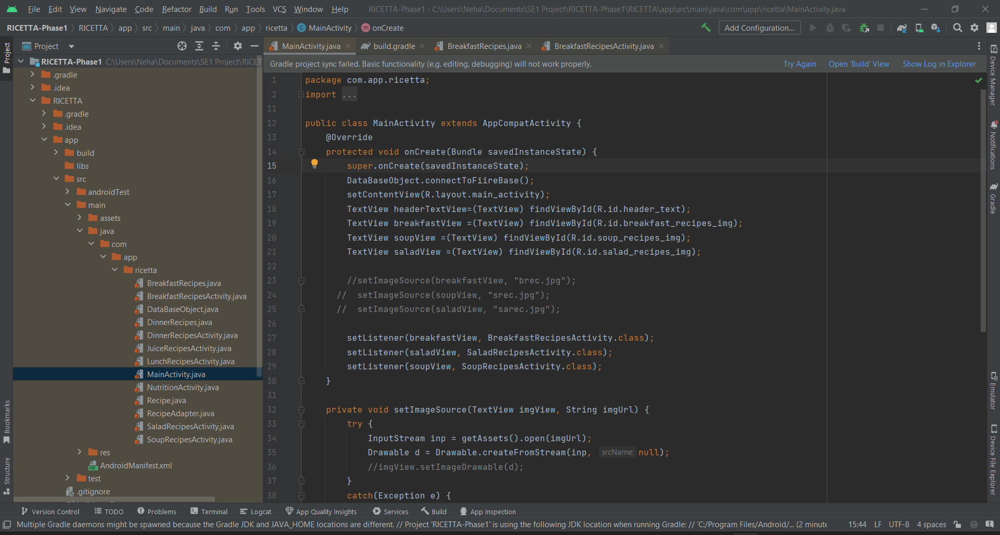 File Edit View Navigate Code Refactor Build Run Tools VCS Window Help RICETTA-Phase1 - C:\Users\Neha\Documents\SE1 Project\RICETTA-Phase1\RICETTA\app\src\main\java\com\app\ricetta\MainActivity.java
RICETTA-Phase1 RICETTA app src main java com app ricetta MainActivity onCreate Add Configuration...
Project
Project
MainActivity.java build.gradle BreakfastRecipes.java BreakfastRecipesActivity.java
Gradle project sync failed. Basic functionality (e.g. editing, debugging) will not work properly. Try Again Open 'Build' View Show Log in Explorer
RICETTA-Phase1 C:\Users\Neha\Documents\SE1 Project\RICET
.gradle
.idea
RICETTA
.gradle
.idea
app
build
libs
src
androidTest
main
assets
java
com
app
ricetta
BreakfastRecipes.java
BreakfastRecipesActivity.java
DataBaseObject.java
DinnerRecipes.java
DinnerRecipesActivity.java
JuiceRecipesActivity.java
LunchRecipesActivity.java
MainActivity.java
NutritionActivity.java
Recipe.java
RecipeAdapter.java
SaladRecipesActivity.java
SoupRecipesActivity.java
res
AndroidManifest.xml
test
.gitignore
Bookmarks
Structure
1 package com.app.ricetta;
2 import ...
11
12 public class MainActivity extends AppCompatActivity {
13 @Override
14 protected void onCreate(Bundle savedInstanceState) {
15 super.onCreate(savedInstanceState);
16 DataBaseObject.connectToFiireBase();
17 setContentView(R.layout.main_activity);
18 TextView headerTextView=(TextView) findViewById(R.id.header_text);
19 TextView breakfastView =(TextView) findViewById(R.id.breakfast_recipes_img);
20 TextView soupView =(TextView) findViewById(R.id.soup_recipes_img);
21 TextView saladView =(TextView) findViewById(R.id.salad_recipes_img);
22
23 //setImageSource(breakfastView, "brec.jpg");
24 // setImageSource(soupView, "srec.jpg");
25 // setImageSource(saladView, "sarec.jpg");
26
27 setListener(breakfastView, BreakfastRecipesActivity.class);
28 setListener(saladView, SaladRecipesActivity.class);
29 setListener(soupView, SoupRecipesActivity.class);
30 }
31
32 private void setImageSource(TextView imgView, String imgUrl) {
33 try {
34 InputStream inp = getAssets().open(imgUrl);
35 Drawable d = Drawable.createFromStream(inp, srcName: null);
36 //imgView.setImageDrawable(d);
37 }
38 catch(Exception e) {
Device Manager
Notifications
Gradle
Emulator
Device File Explorer
Version Control TODO Problems Terminal Logcat App Quality Insights Services Build App Inspection
Multiple Gradle daemons might be spawned because the Gradle JDK and JAVA_HOME locations are different. // Project 'RICETTA-Phase1' is using the following JDK location when running Gradle: // 'C:/Program Files/Android/... (2 minute 15:44 LF UTF-8 4 spaces